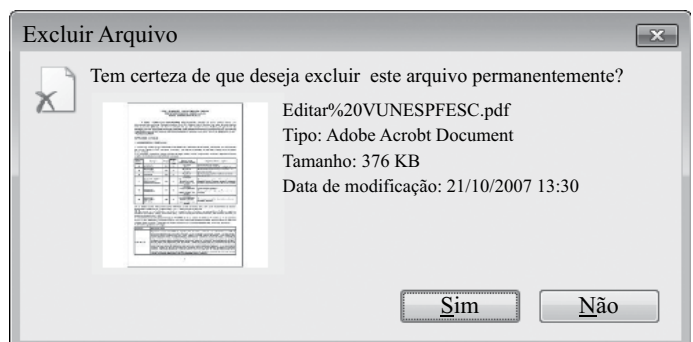 Excluir Arquivo
Tem certeza de que deseja excluir este arquivo permanentemente?
Editar%20VUNESPFESC.pdf
Tipo: Adobe Acrobt Document
Tamanho: 376 KB
Data de modificação: 21/10/2007 13:30
Sim
Não